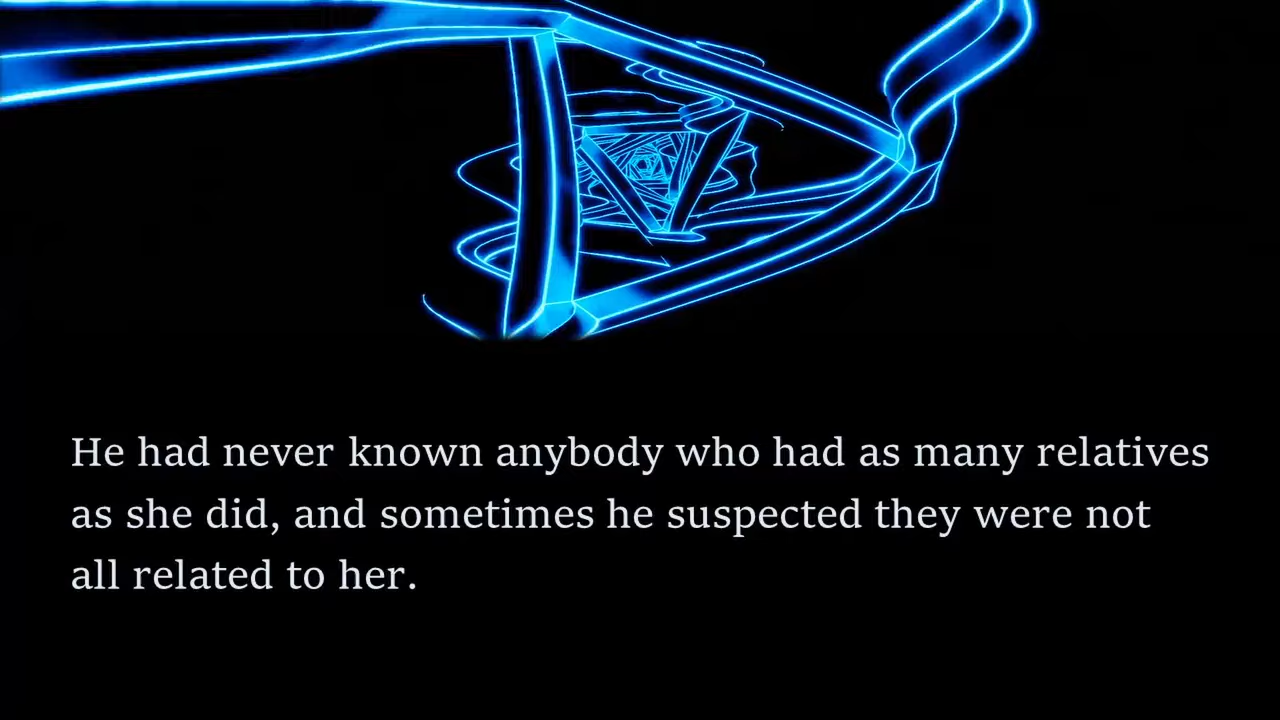 He had never known anybody who had as many relatives
as she did, and sometimes he suspected they were not
all related to her.